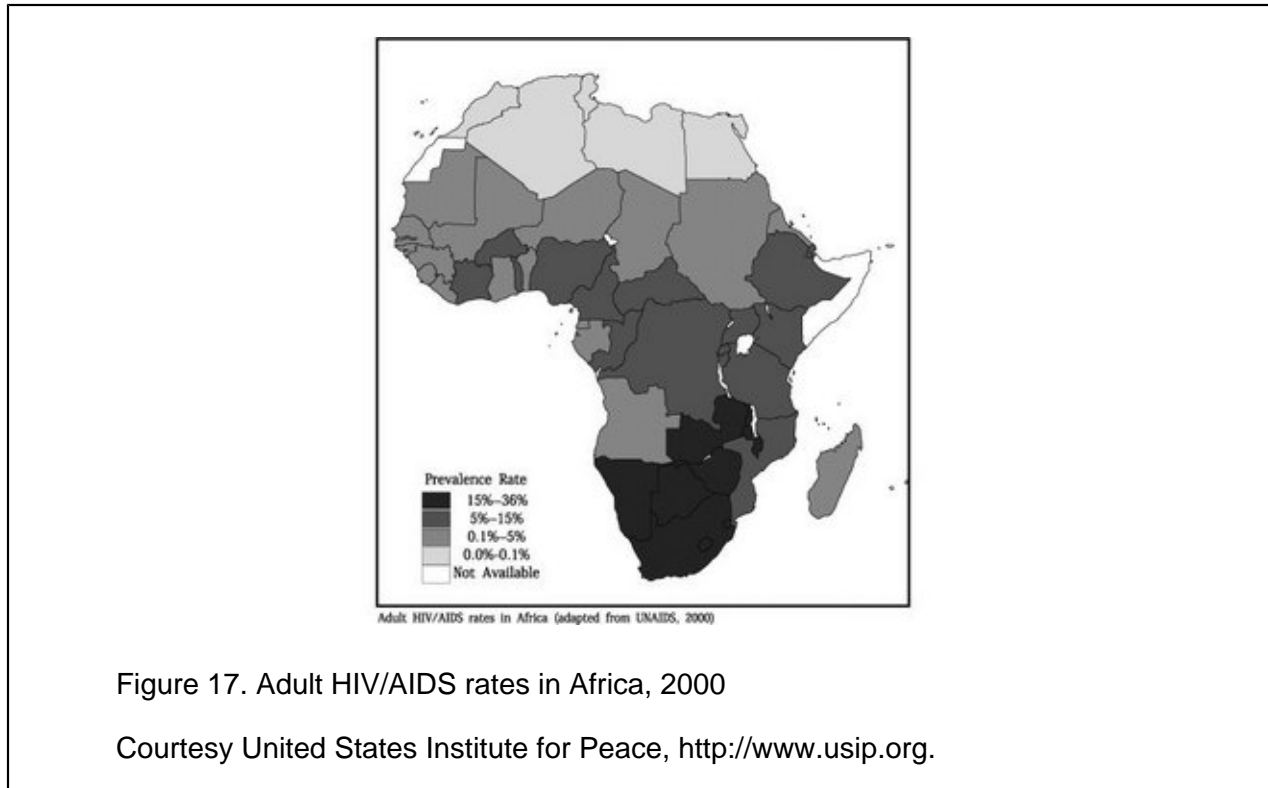 Prevalence Rate
15%–36%
5%–15%
0.1%–5%
0.0%-0.1%
Not Available
Adult HIV/AIDS rates in Africa (adapted from UNAIDS, 2000)
Figure 17. Adult HIV/AIDS rates in Africa, 2000
Courtesy United States Institute for Peace, http://www.usip.org.